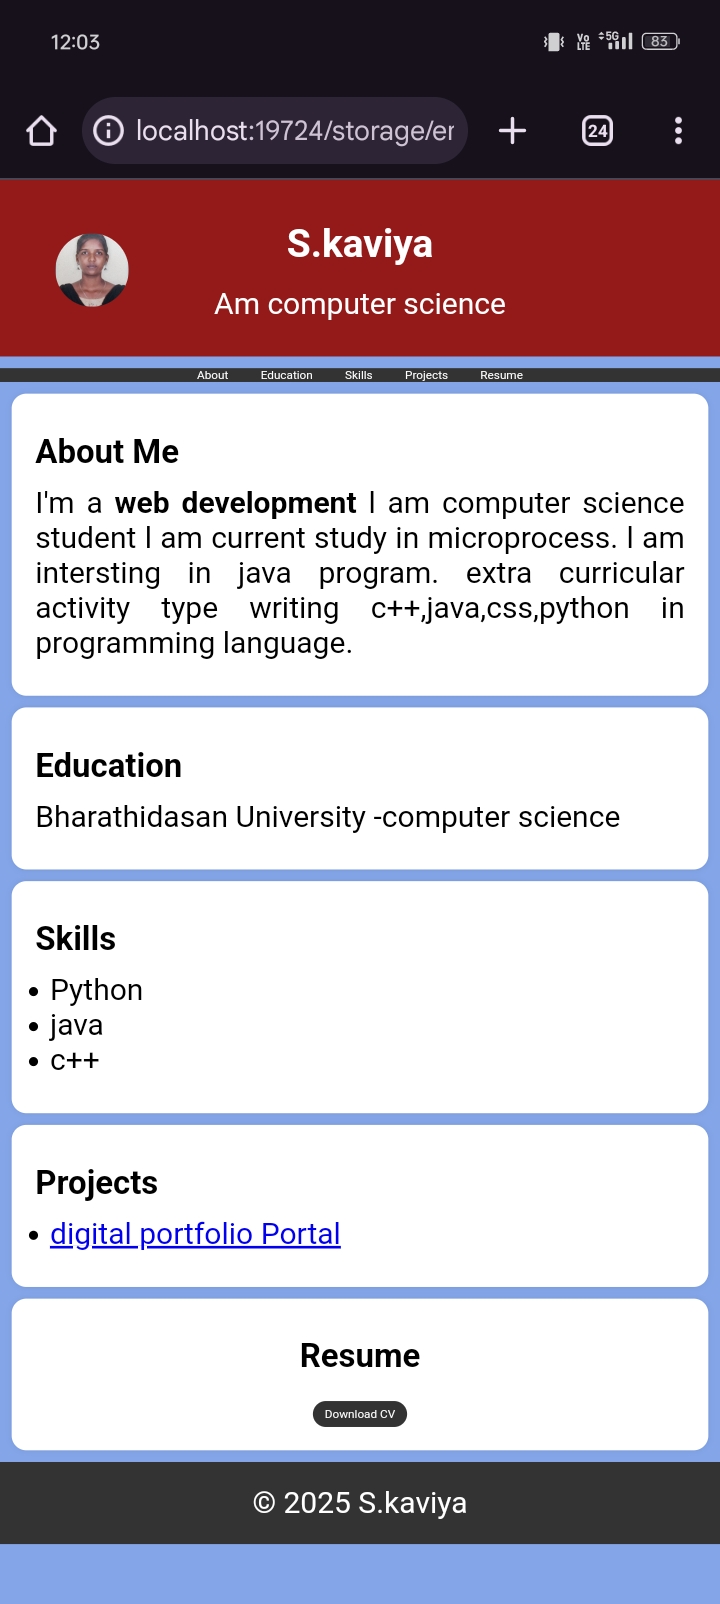 12:03
Vo LTE 5G 83
localhost:19724/storage/er
24
S.kaviya
Am computer science
About Education Skills Projects Resume
About Me
I'm a web development I am computer science
student I am current study in microprocess. I am
intersting in java program. extra curricular
activity type writing c++,java,css,python in
programming language.
Education
Bharathidasan University -computer science
Skills
• Python
• java
• c++
Projects
• digital portfolio Portal
Resume
Download CV
© 2025 S.kaviya